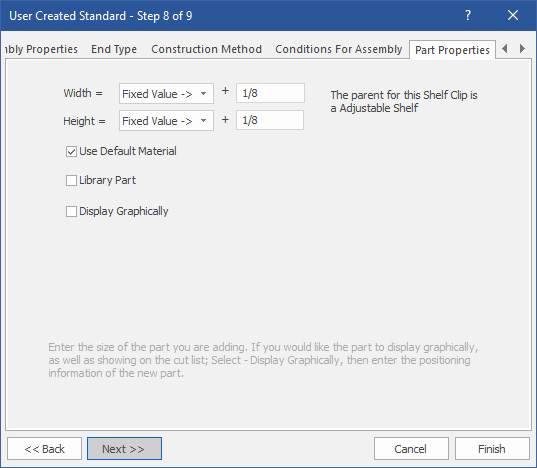 User Created Standard - Step 8 of 9 ?
bly Properties End Type Construction Method Conditions For Assembly Part Properties
Width = Fixed Value -> + 1/8
The parent for this Shelf Clip is
a Adjustable Shelf
Height = Fixed Value -> + 1/8
Use Default Material
Library Part
Display Graphically
Enter the size of the part you are adding. If you would like the part to display graphically,
as well as showing on the cut list; Select - Display Graphically, then enter the positioning
information of the new part.
<< Back Next >> Cancel Finish